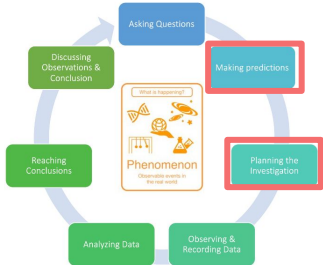 Asking Questions
Making predictions
Planning the
Investigation
Observing &
Recording Data
Analyzing Data
Reaching
Conclusions
Discussing
Observations &
Conclusion
What is happening?
Phenomenon
Observable events in
the real-world